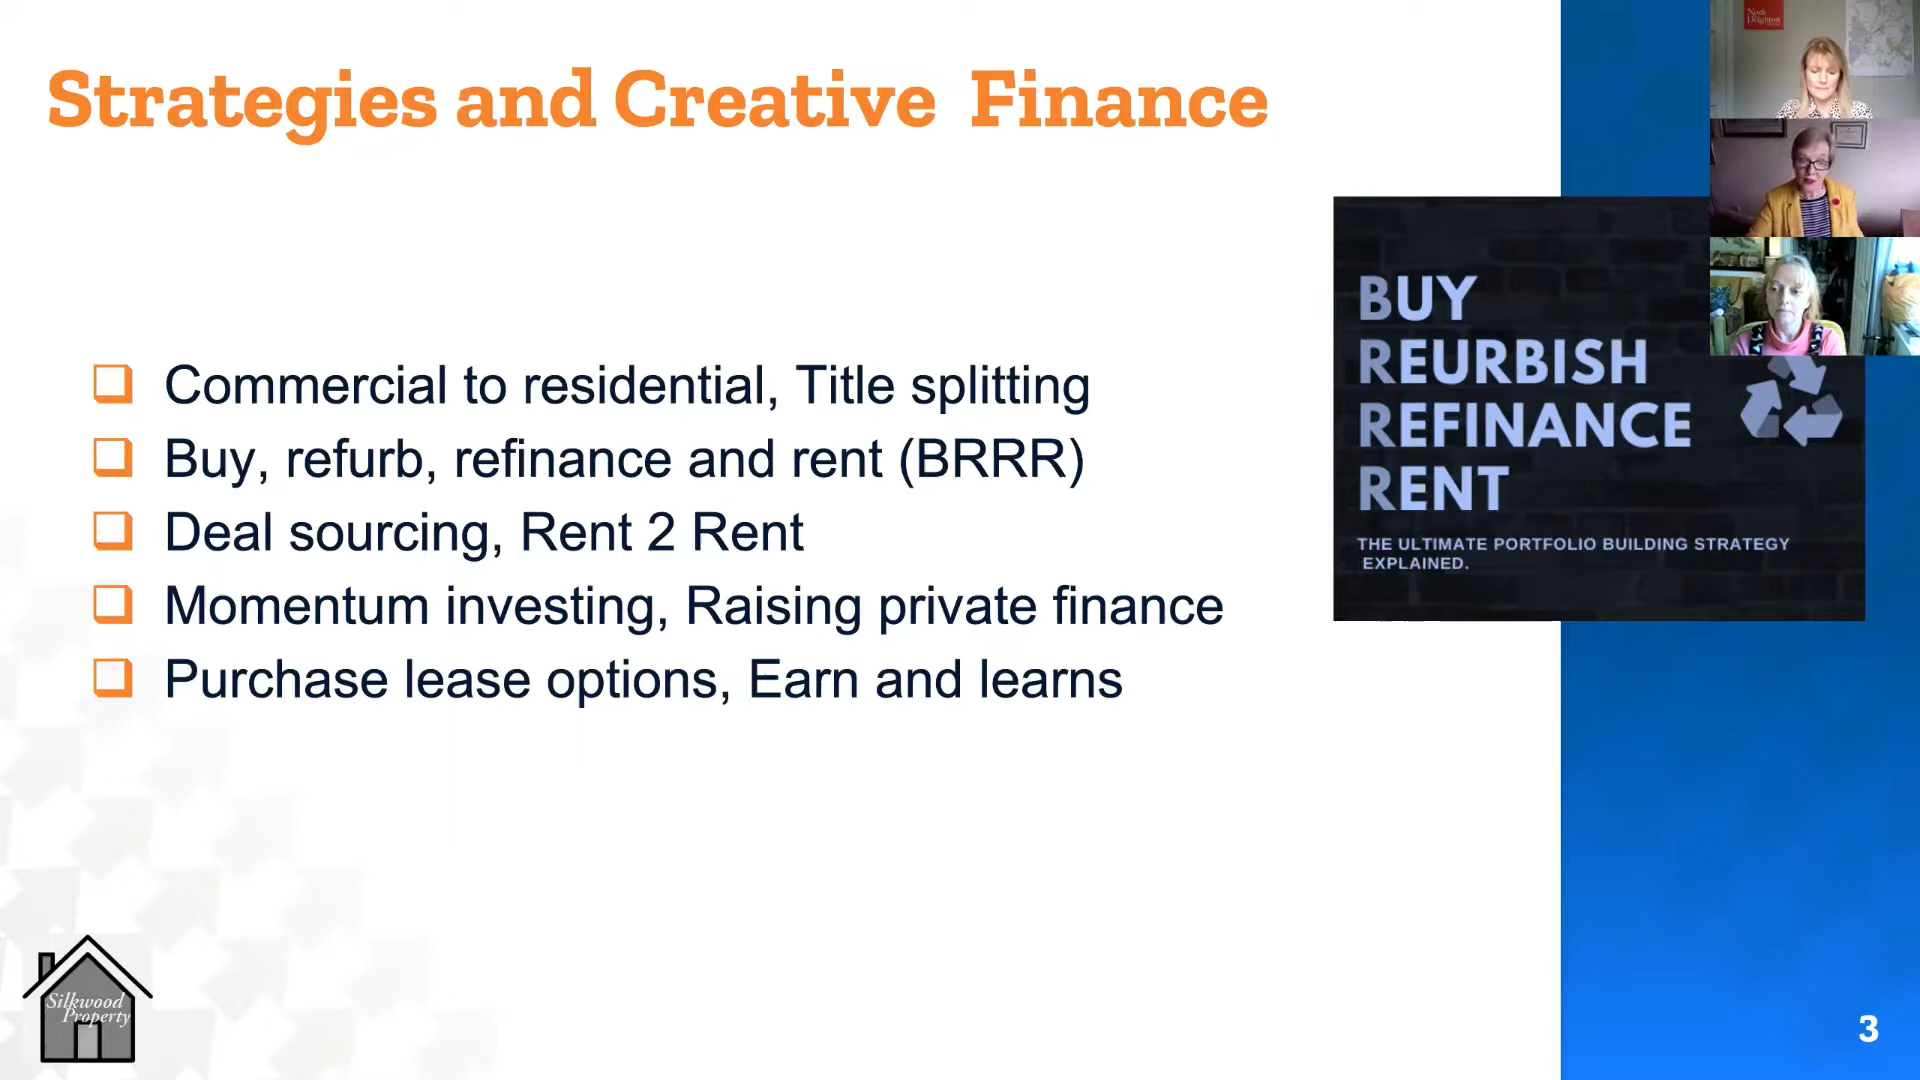 Strategies and Creative Finance
Commercial to residential, Title splitting
Buy, refurb, refinance and rent (BRRR)
Deal sourcing, Rent 2 Rent
Momentum investing, Raising private finance
Purchase lease options, Earn and learns
BUY
REURBISH
REFINANCE
RENT
THE ULTIMATE PORTFOLIO BUILDING STRATEGY
EXPLAINED.
Silkwood
Property
3